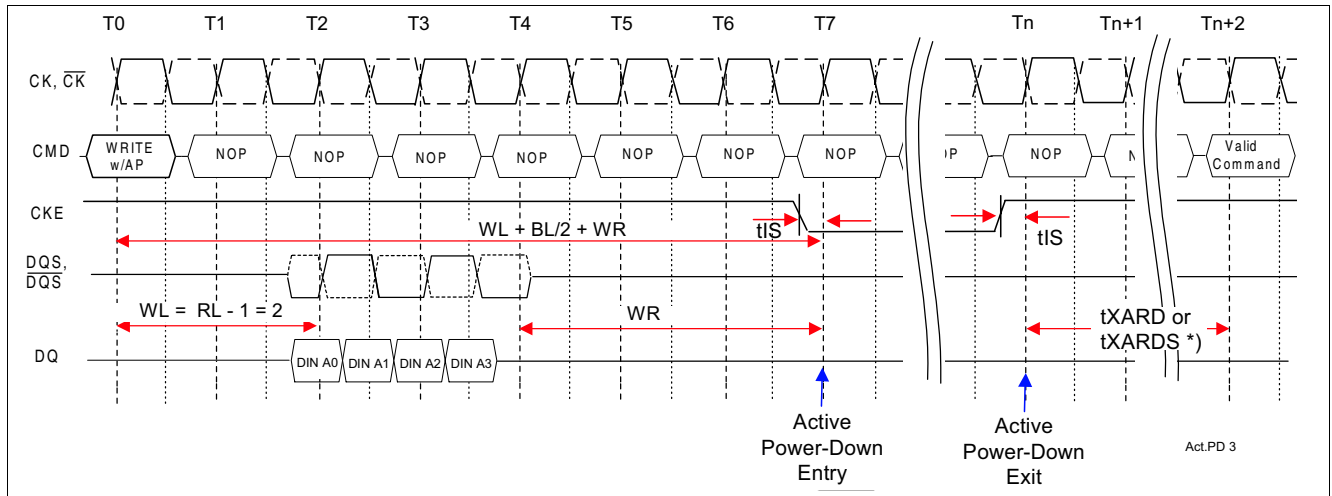 T0 T1 T2 T3 T4 T5 T6 T7 Tn Tn+1 Tn+2
CK, CK
CMD WRITE w/AP NOP NOP NOP NOP NOP NOP NOP OP NOP N Valid Command
CKE
tIS
tIS
WL + BL/2 + WR
DQS,
DQS
WL = RL - 1 = 2
WR
tXARD or
tXARDS *)
DQ DIN A0 DIN A1 DIN A2 DIN A3
Active
Power-Down
Entry
Active
Power-Down
Exit
Act.PD 3